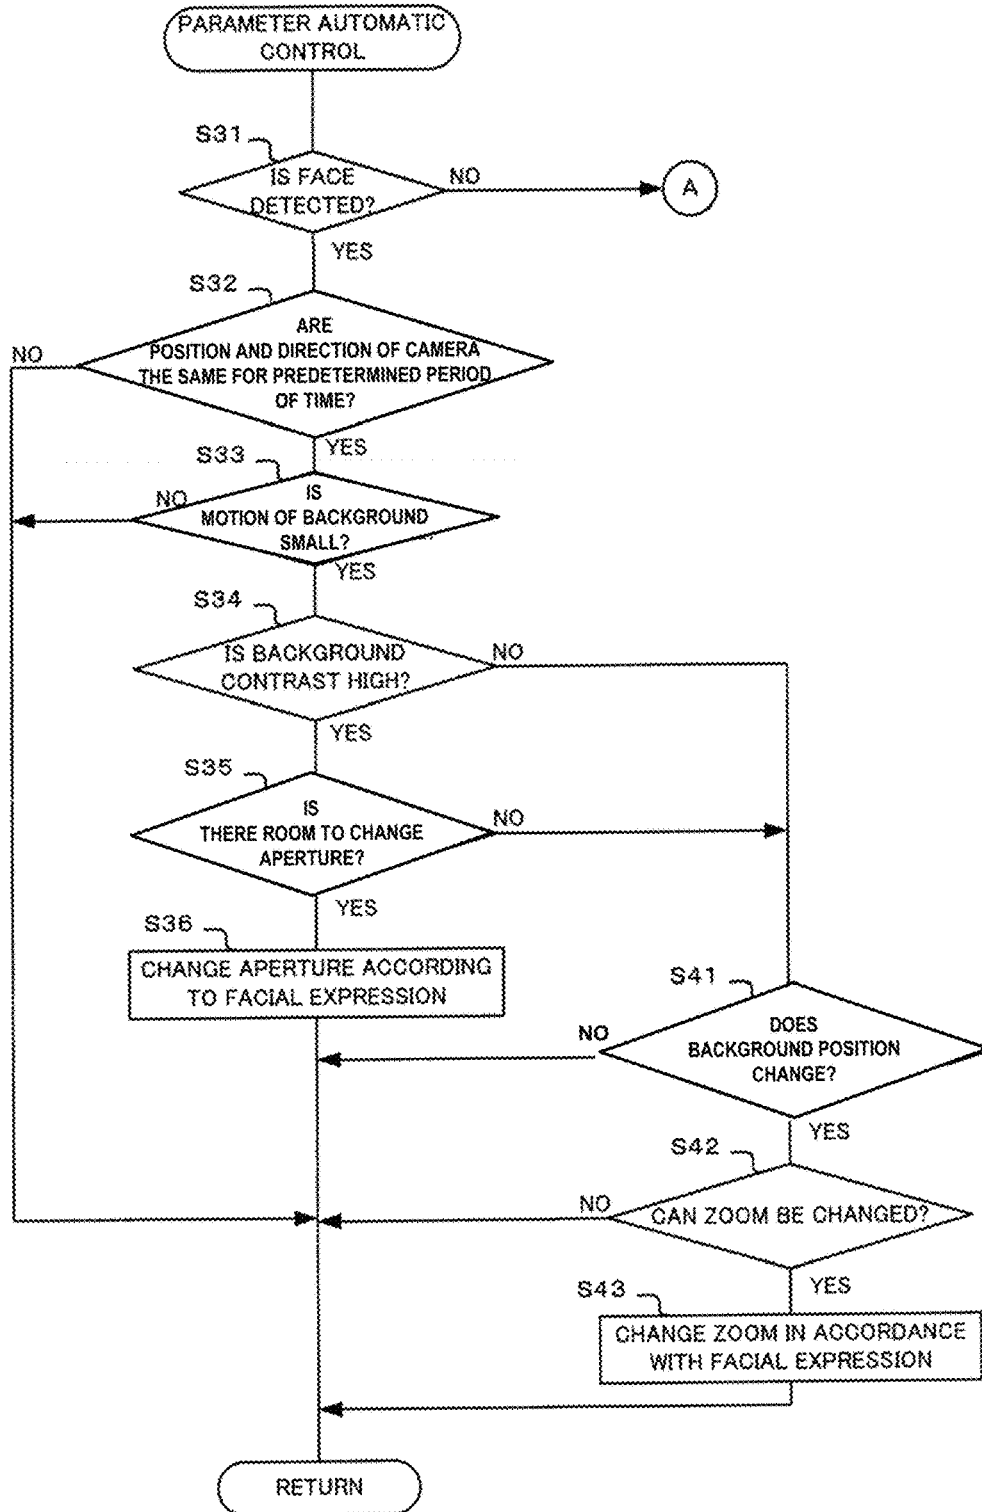 PARAMETER AUTOMATIC
CONTROL
S31
IS FACE
DETECTED?
NO
A
YES
S32
ARE
POSITION AND DIRECTION OF CAMERA
THE SAME FOR PREDETERMINED PERIOD
OF TIME?
NO
YES
S33
IS
MOTION OF BACKGROUND
SMALL?
NO
YES
S34
IS BACKGROUND
CONTRAST HIGH?
NO
YES
S35
IS
THERE ROOM TO CHANGE
APERTURE?
NO
YES
S36
CHANGE APERTURE ACCORDING
TO FACIAL EXPRESSION
S41
DOES
BACKGROUND POSITION
CHANGE?
NO
YES
S42
CAN ZOOM BE CHANGED?
NO
YES
S43
CHANGE ZOOM IN ACCORDANCE
WITH FACIAL EXPRESSION
RETURN